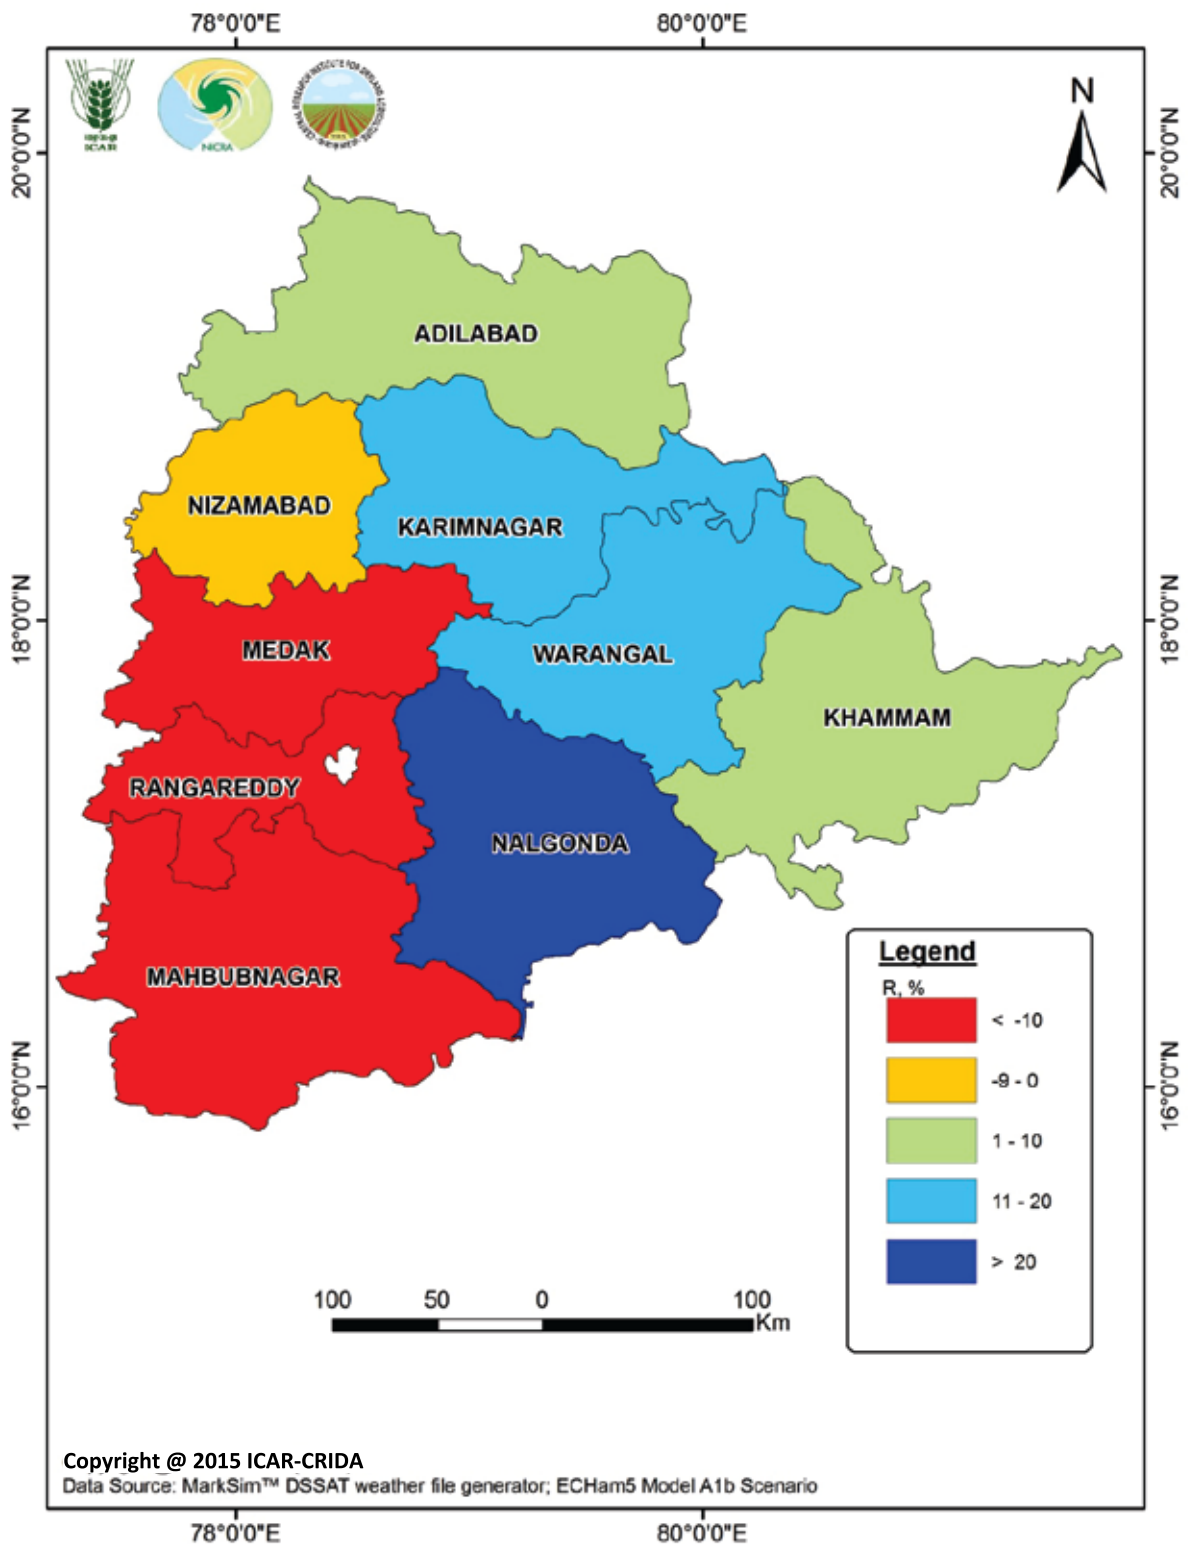 78°0'0"E 80°0'0"E
ICAR
NICRA
N
20°0'0"N 20°0'0"N
ADILABAD
NIZAMABAD
KARIMNAGAR
18°0'0"N 18°0'0"N
MEDAK
WARANGAL
KHAMMAM
RANGAREDDY
NALGONDA
MAHBUBNAGAR
16°0'0"N 16°0'0"N
Legend
R, %
< -10
-9 - 0
1 - 10
11 - 20
> 20
100 50 0 100
Km
Copyright @ 2015 ICAR-CRIDA
Data Source: MarkSim™ DSSAT weather file generator; ECHam5 Model A1b Scenario
78°0'0"E 80°0'0"E